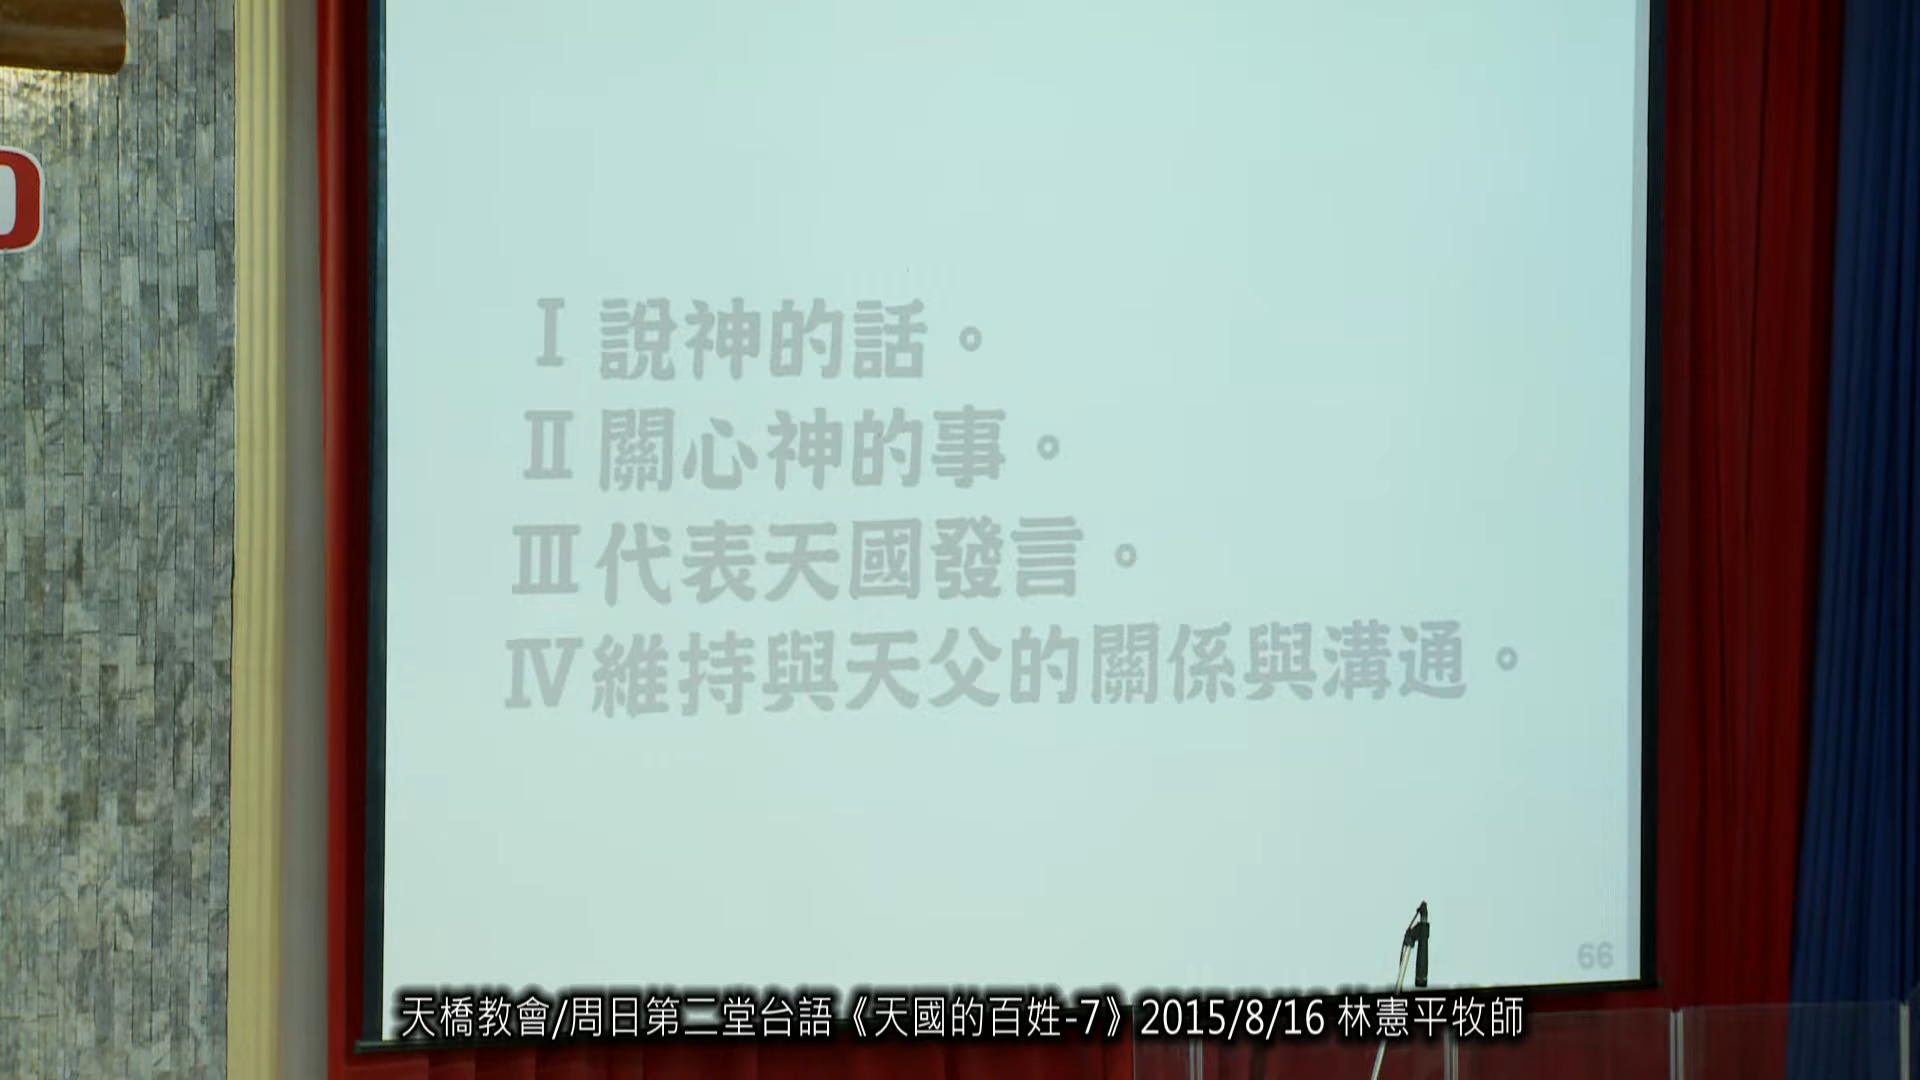 Ⅰ 說神的話。
Ⅱ 關心神的事。
Ⅲ 代表天國發言。
Ⅳ 維持與天父的關係與溝通。
66
天橋教會/周日第二堂台語《天國的百姓-7》2015/8/16 林憲平牧師